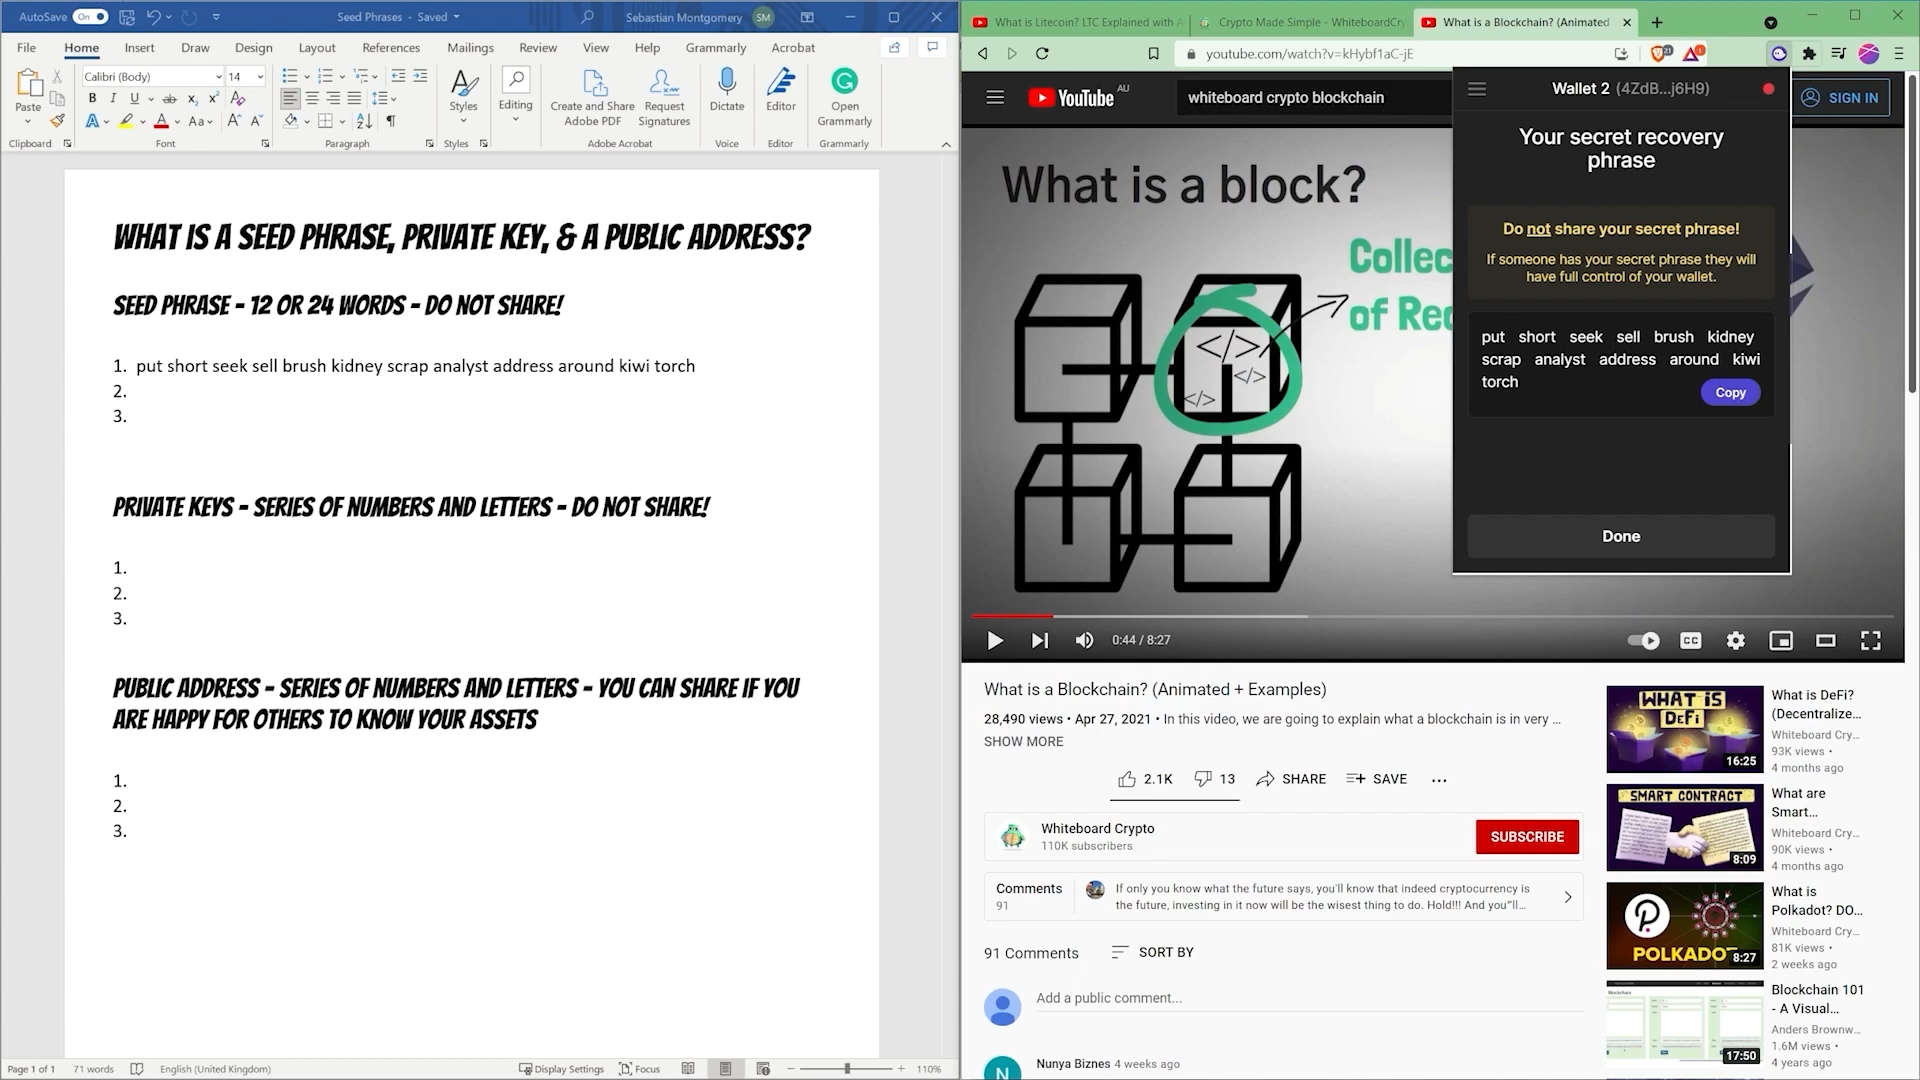 AutoSave On
Seed Phrases - Saved
Sebastian Montgomery SM
File Home Insert Draw Design Layout References Mailings Review View Help Grammarly Acrobat
Paste
Calibri (Body) 14
Styles
Editing
Create and Share
Adobe PDF
Request
Signatures
Dictate
Editor
Open
Grammarly
Clipboard Font Paragraph Styles Adobe Acrobat Voice Editor Grammarly
WHAT IS A SEED PHRASE, PRIVATE KEY, & A PUBLIC ADDRESS?
SEED PHRASE - 12 OR 24 WORDS - DO NOT SHARE!
1. put short seek sell brush kidney scrap analyst address around kiwi torch
2.
3.
PRIVATE KEYS - SERIES OF NUMBERS AND LETTERS - DO NOT SHARE!
1.
2.
3.
PUBLIC ADDRESS - SERIES OF NUMBERS AND LETTERS - YOU CAN SHARE IF YOU
ARE HAPPY FOR OTHERS TO KNOW YOUR ASSETS
1.
2.
3.
Page 1 of 1 71 words English (United Kingdom) Display Settings Focus 110%
What is Litecoin? LTC Explained with
Crypto Made Simple - WhiteboardCry
What is a Blockchain? (Animated
youtube.com/watch?v=kHybf1aC-jE
YouTube AU
whiteboard crypto blockchain
SIGN IN
Wallet 2 (4ZdB...j6H9)
Your secret recovery
phrase
Do not share your secret phrase!
If someone has your secret phrase they will
have full control of your wallet.
put short seek sell brush kidney
scrap analyst address around kiwi
torch
Copy
Done
What is a block?
Collec
of Rec
</>
</>
</>
0:44 / 8:27
CC
What is a Blockchain? (Animated + Examples)
28,490 views • Apr 27, 2021 • In this video, we are going to explain what a blockchain is in very ...
SHOW MORE
2.1K 13 SHARE SAVE ...
Whiteboard Crypto
110K subscribers
SUBSCRIBE
Comments
91
If only you know what the future says, you'll know that indeed cryptocurrency is
the future, investing in it now will be the wisest thing to do. Hold!!! And you"ll...
91 Comments SORT BY
Add a public comment...
N
Nunya Biznes 4 weeks ago
WHAT IS
DeFi
16:25
What is DeFi?
(Decentralize...
Whiteboard Cry...
93K views •
4 months ago
SMART CONTRACT
8:09
What are
Smart...
Whiteboard Cry...
90K views •
4 months ago
POLKADOT
8:27
What is
Polkadot? DO...
Whiteboard Cry...
81K views •
2 weeks ago
17:50
Blockchain 101
- A Visual...
Anders Brownw...
1.6M views •
4 years ago